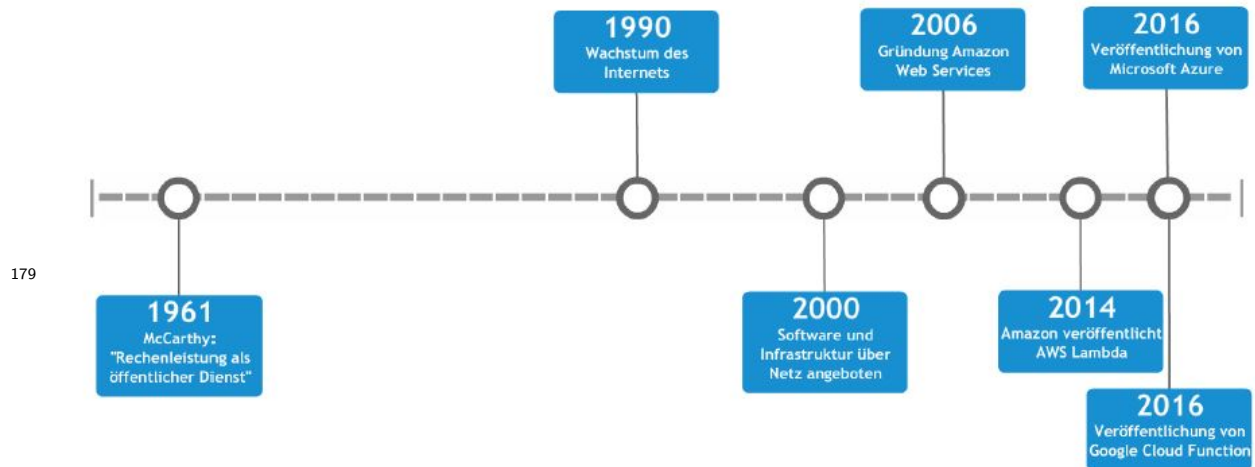 1990
Wachstum des
Internets
2006
Gründung Amazon
Web Services
2016
Veröffentlichung von
Microsoft Azure
179
1961
McCarthy:
"Rechenleistung als
öffentlicher Dienst"
2000
Software und
Infrastruktur über
Netz angeboten
2014
Amazon veröffentlicht
AWS Lambda
2016
Veröffentlichung von
Google Cloud Function